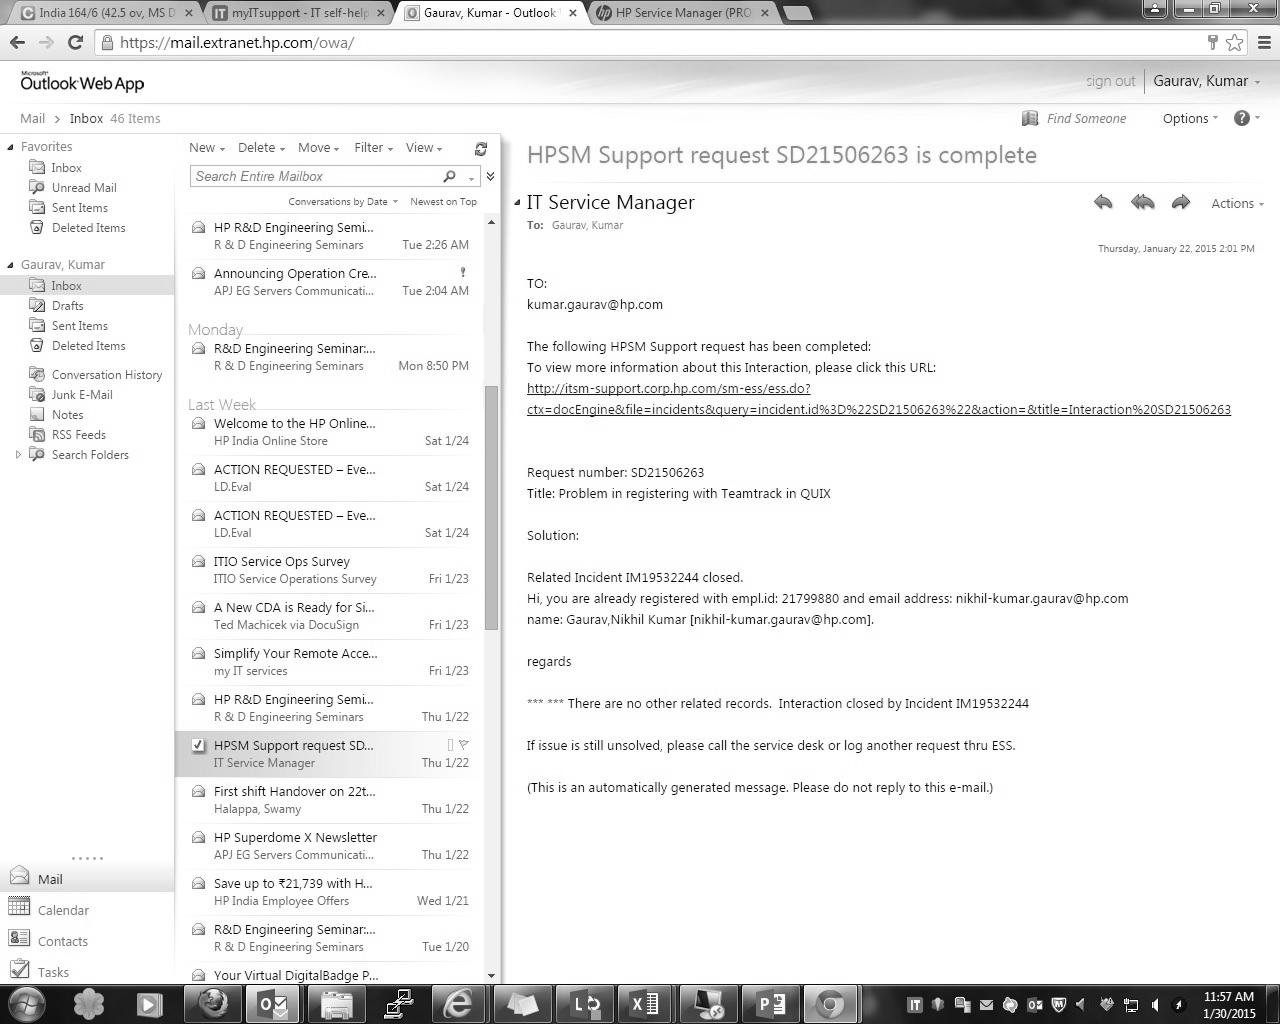 India 164/6 (42.5 ov, MS D
myITsupport - IT self-help
Gaurav, Kumar - Outlook
HP Service Manager (PRO
https://mail.extranet.hp.com/owa/
Microsoft
Outlook Web App
sign out
Gaurav, Kumar
Mail > Inbox 46 Items
Find Someone
Options
Favorites
Inbox
Unread Mail
Sent Items
Deleted Items
Gaurav, Kumar
Inbox
Drafts
Sent Items
Deleted Items
Conversation History
Junk E-Mail
Notes
RSS Feeds
Search Folders
Mail
Calendar
Contacts
Tasks
New Delete Move Filter View
Search Entire Mailbox
Conversations by Date Newest on Top
HP R&D Engineering Semi...
R & D Engineering Seminars Tue 2:26 AM
Announcing Operation Cre...
APJ EG Servers Communicati... Tue 2:04 AM
Monday
R&D Engineering Seminar:...
R & D Engineering Seminars Mon 8:50 PM
Last Week
Welcome to the HP Online...
HP India Online Store Sat 1/24
ACTION REQUESTED – Eve...
LD.Eval Sat 1/24
ACTION REQUESTED – Eve...
LD.Eval Sat 1/24
ITIO Service Ops Survey
ITIO Service Operations Survey Fri 1/23
A New CDA is Ready for Si...
Ted Machicek via DocuSign Fri 1/23
Simplify Your Remote Acce...
my IT services Fri 1/23
HP R&D Engineering Semi...
R & D Engineering Seminars Thu 1/22
HPSM Support request SD...
IT Service Manager Thu 1/22
First shift Handover on 22t...
Halappa, Swamy Thu 1/22
HP Superdome X Newsletter
APJ EG Servers Communicati... Thu 1/22
Save up to ₹21,739 with H...
HP India Employee Offers Wed 1/21
R&D Engineering Seminar:...
R & D Engineering Seminars Tue 1/20
Your Virtual DigitalBadge P...
HPSM Support request SD21506263 is complete
IT Service Manager
Actions
To: Gaurav, Kumar
Thursday, January 22, 2015 2:01 PM
TO:
kumar.gaurav@hp.com
The following HPSM Support request has been completed:
To view more information about this Interaction, please click this URL:
http://itsm-support.corp.hp.com/sm-ess/ess.do?
ctx=docEngine&file=incidents&query=incident.id%3D%22SD21506263%22&action=&title=Interaction%20SD21506263
Request number: SD21506263
Title: Problem in registering with Teamtrack in QUIX
Solution:
Related Incident IM19532244 closed.
Hi, you are already registered with empl.id: 21799880 and email address: nikhil-kumar.gaurav@hp.com
name: Gaurav,Nikhil Kumar [nikhil-kumar.gaurav@hp.com].
regards
*** *** There are no other related records. Interaction closed by Incident IM19532244
If issue is still unsolved, please call the service desk or log another request thru ESS.
(This is an automatically generated message. Please do not reply to this e-mail.)
IT
11:57 AM
1/30/2015